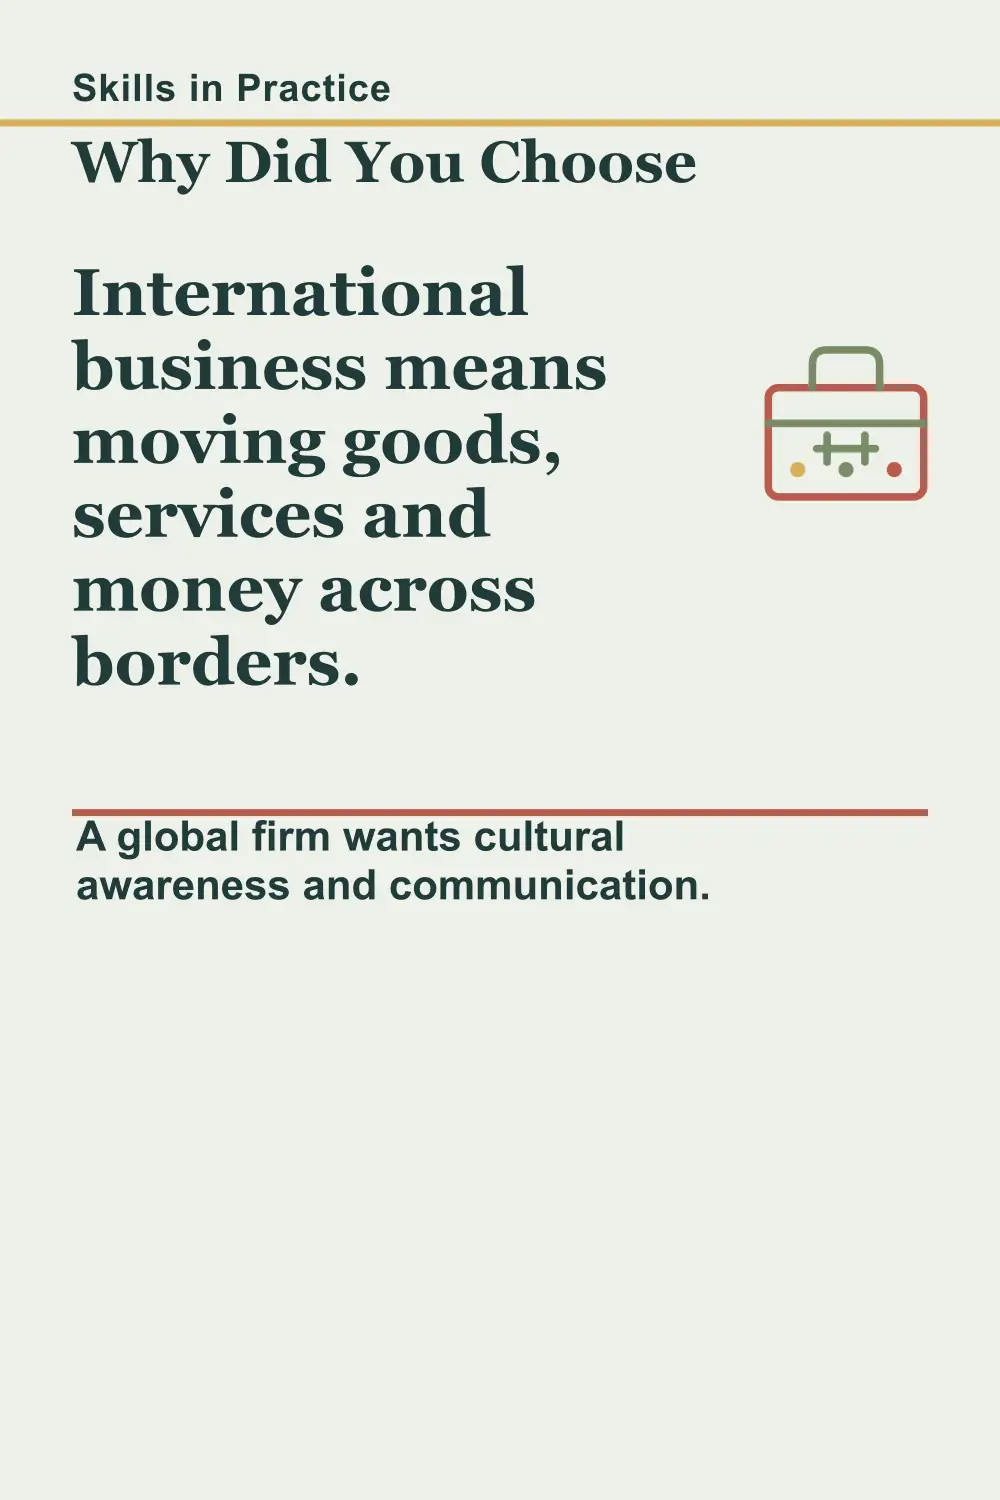 Skills in Practice
Why Did You Choose
International
business means
moving goods,
services and
money across
borders.
A global firm wants cultural
awareness and communication.